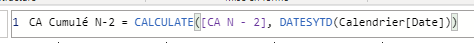 1 CA Cumulé N-2 = CALCULATE([CA N - 2], DATESYTD(Calendrier[Date]))